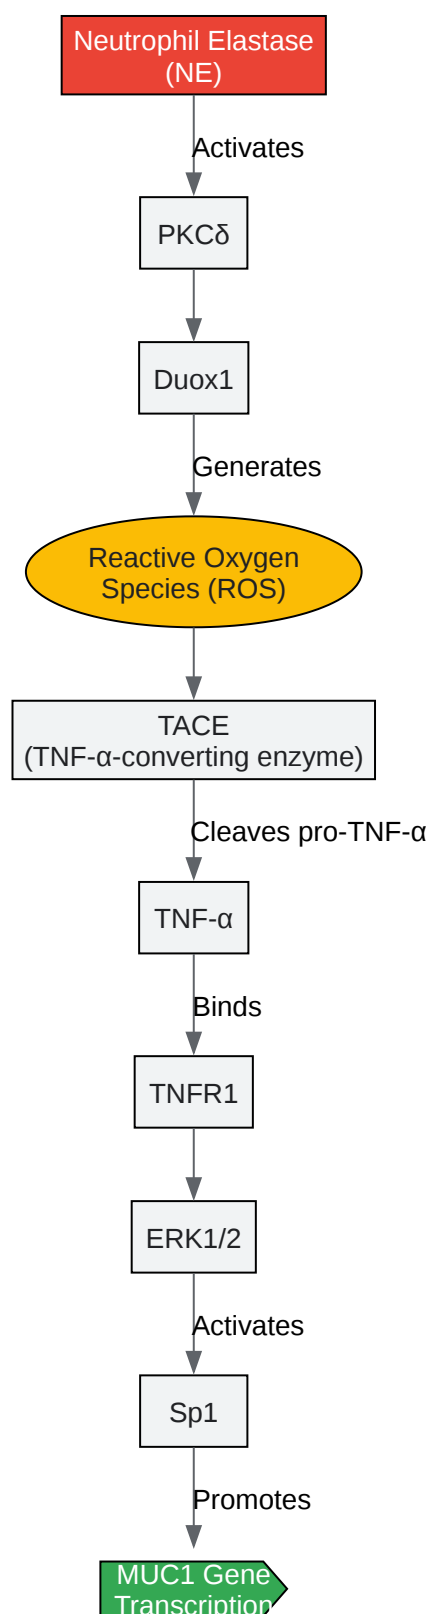 Neutrophil Elastase
(NE)
Activates
PKCδ
Duox1
Generates
Reactive Oxygen
Species (ROS)
TACE
(TNF-α-converting enzyme)
Cleaves pro-TNF-α
TNF-α
Binds
TNFR1
ERK1/2
Activates
Sp1
Promotes
MUC1 Gene
Transcription